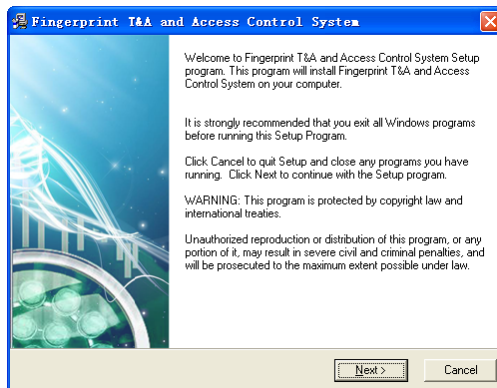 Fingerprint T&A and Access Control System
Welcome to Fingerprint T&A and Access Control System Setup
program. This program will install Fingerprint T&A and Access
Control System on your computer.
It is strongly recommended that you exit all Windows programs
before running this Setup Program.
Click Cancel to quit Setup and close any programs you have
running. Click Next to continue with the Setup program.
WARNING: This program is protected by copyright law and
international treaties.
Unauthorized reproduction or distribution of this program, or any
portion of it, may result in severe civil and criminal penalties, and
will be prosecuted to the maximum extent possible under law.
Next >
Cancel